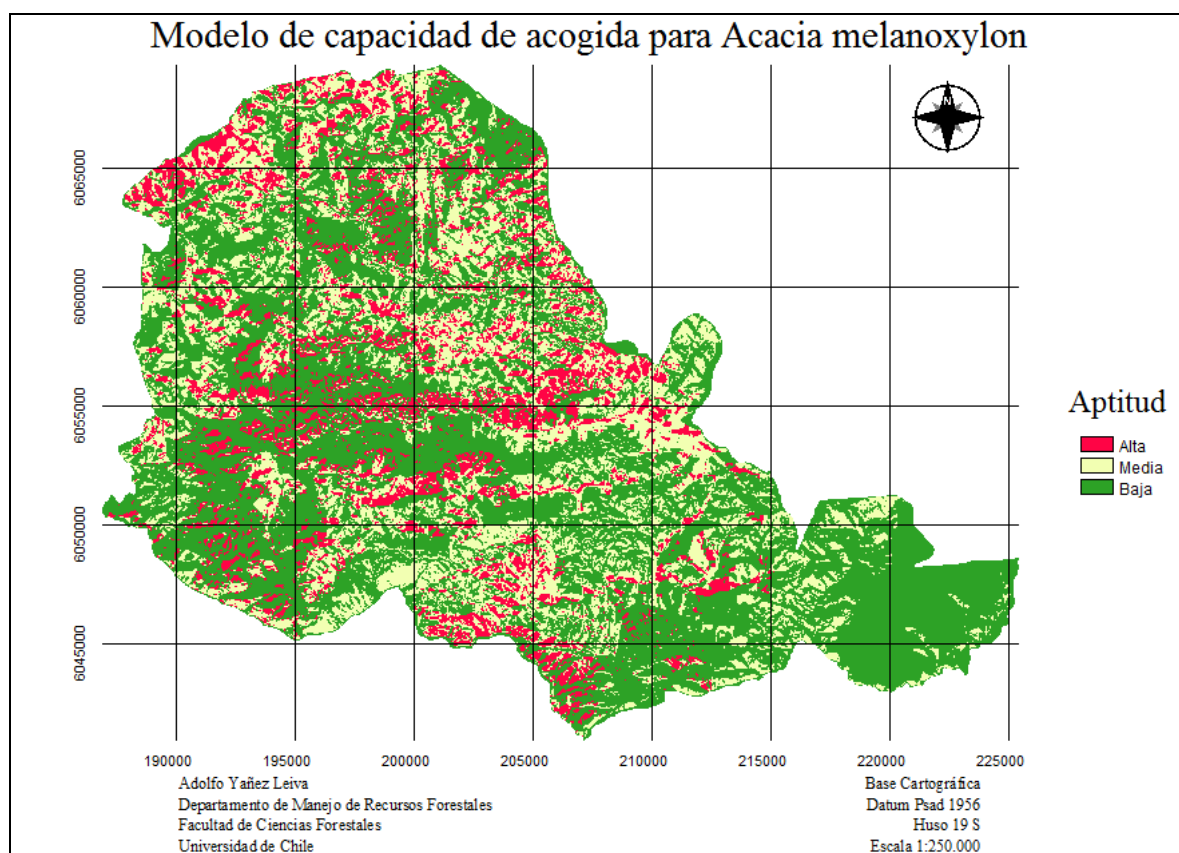 Modelo de capacidad de acogida para Acacia melanoxylon
N
6065000
6060000
6055000
6050000
6045000
Aptitud
Alta
Media
Baja
190000 195000 200000 205000 210000 215000 220000 225000
Adolfo Yañez Leiva
Departamento de Manejo de Recursos Forestales
Facultad de Ciencias Forestales
Universidad de Chile
Base Cartográfica
Datum Psad 1956
Huso 19 S
Escala 1:250.000